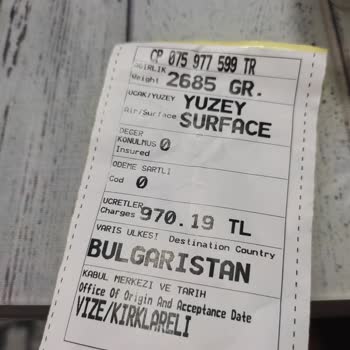 CP 075 977 599 TR
AGIRLIK
Weight 2685 GR.
UCAK/YUZEY YUZEY
Air/Surface SURFACE
DEGER
KONULMUS 0
Insured
ODEME SARTLI
Cod 0
UCRETLER
Charges 970.19 TL
VARIS ULKESI Destination Country
BULGARISTAN
KABUL MERKEZI VE TARIH
Office Of Origin And Acceptance Date
VIZE/KIRKLARELI